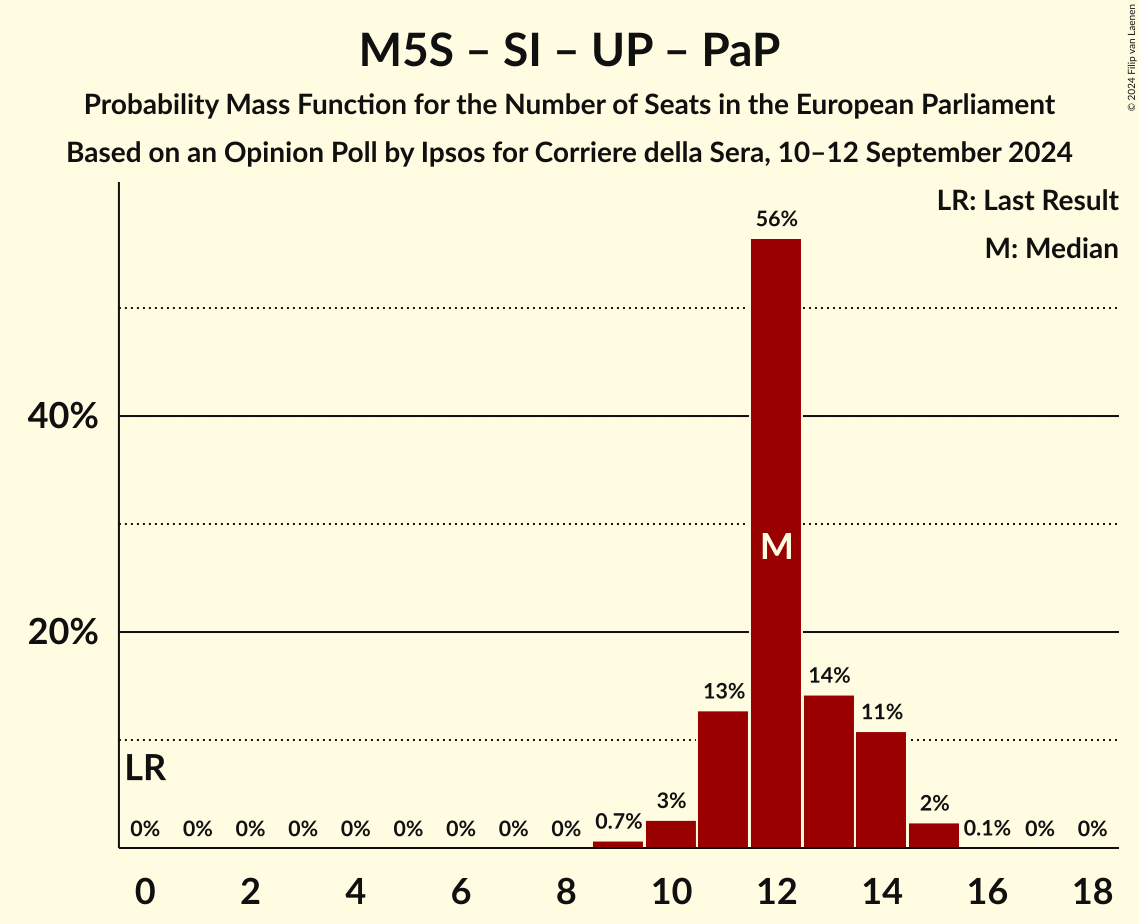 M5S – SI – UP – PaP
Probability Mass Function for the Number of Seats in the European Parliament
Based on an Opinion Poll by Ipsos for Corriere della Sera, 10–12 September 2024
© 2024 Filip van Laenen
LR: Last Result
M: Median
56%
40%
M
20%
14%
13%
11%
LR
3%
2%
0% 0% 0% 0% 0% 0% 0% 0% 0% 0.7% 0.1% 0% 0%
0 2 4 6 8 10 12 14 16 18